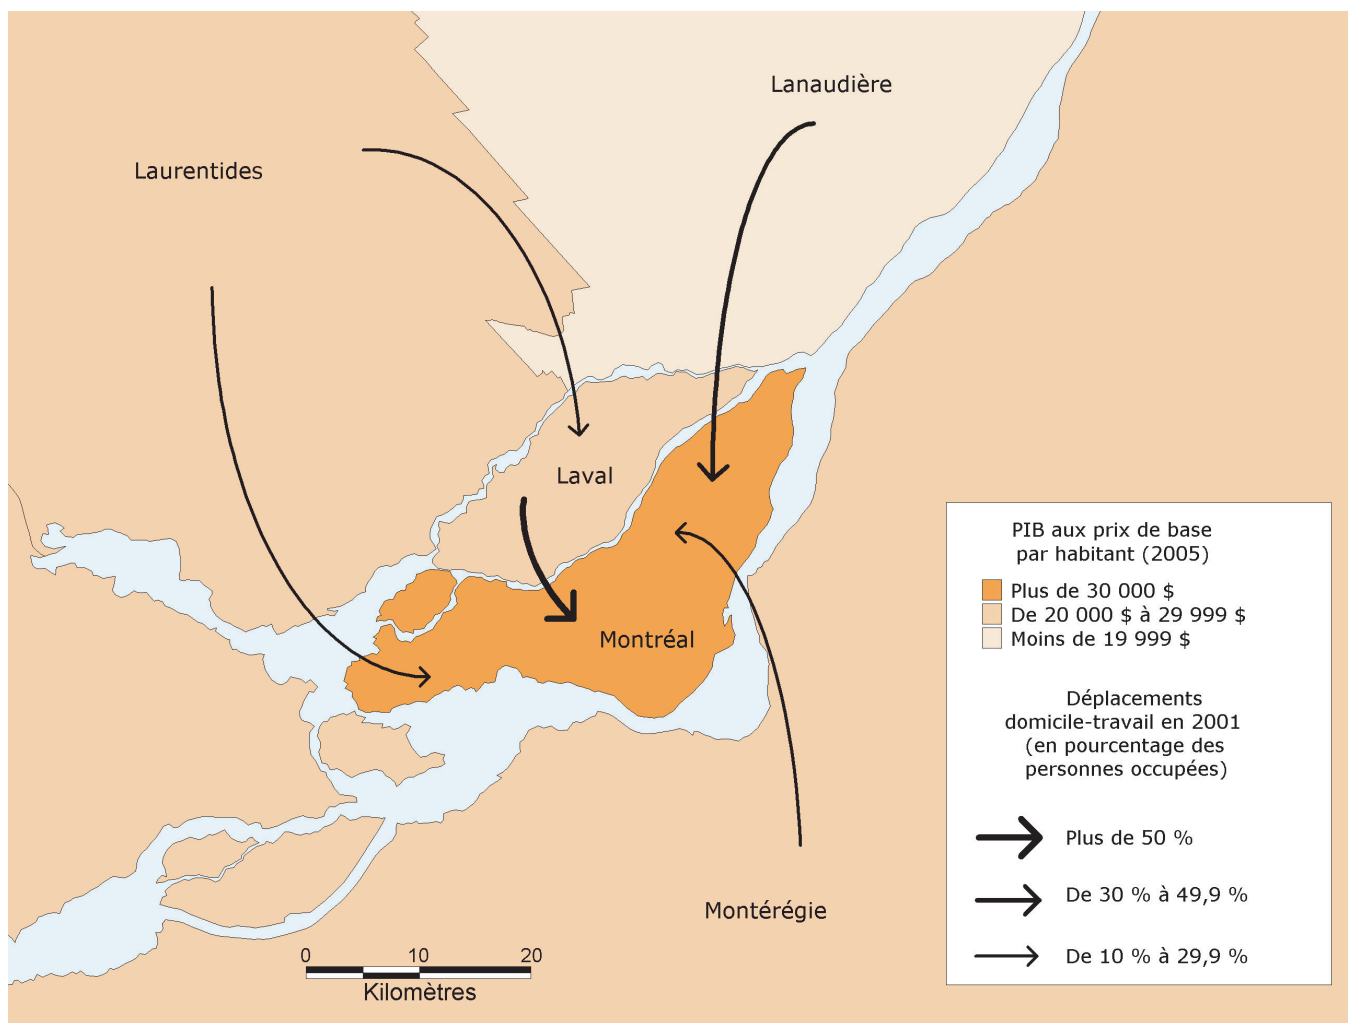 Lanaudière
Laurentides
Laval
Montréal
Montérégie
0 10 20
Kilomètres
PIB aux prix de base
par habitant (2005)
Plus de 30 000 $
De 20 000 $ à 29 999 $
Moins de 19 999 $
Déplacements
domicile-travail en 2001
(en pourcentage des
personnes occupées)
Plus de 50 %
De 30 % à 49,9 %
De 10 % à 29,9 %